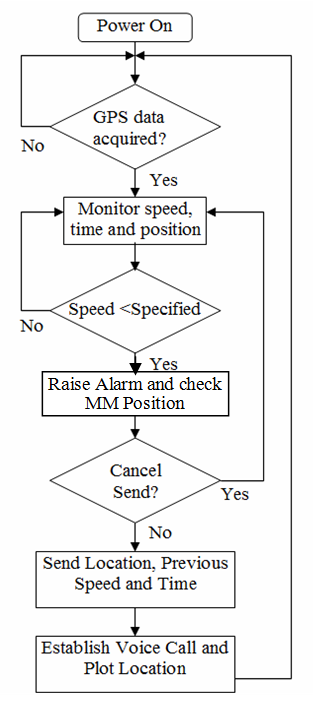 Power On
GPS data
acquired?
No
Yes
Monitor speed,
time and position
Speed <Specified
No
Yes
Raise Alarm and check
MM Position
Cancel
Send?
Yes
No
Send Location, Previous
Speed and Time
Establish Voice Call and
Plot Location